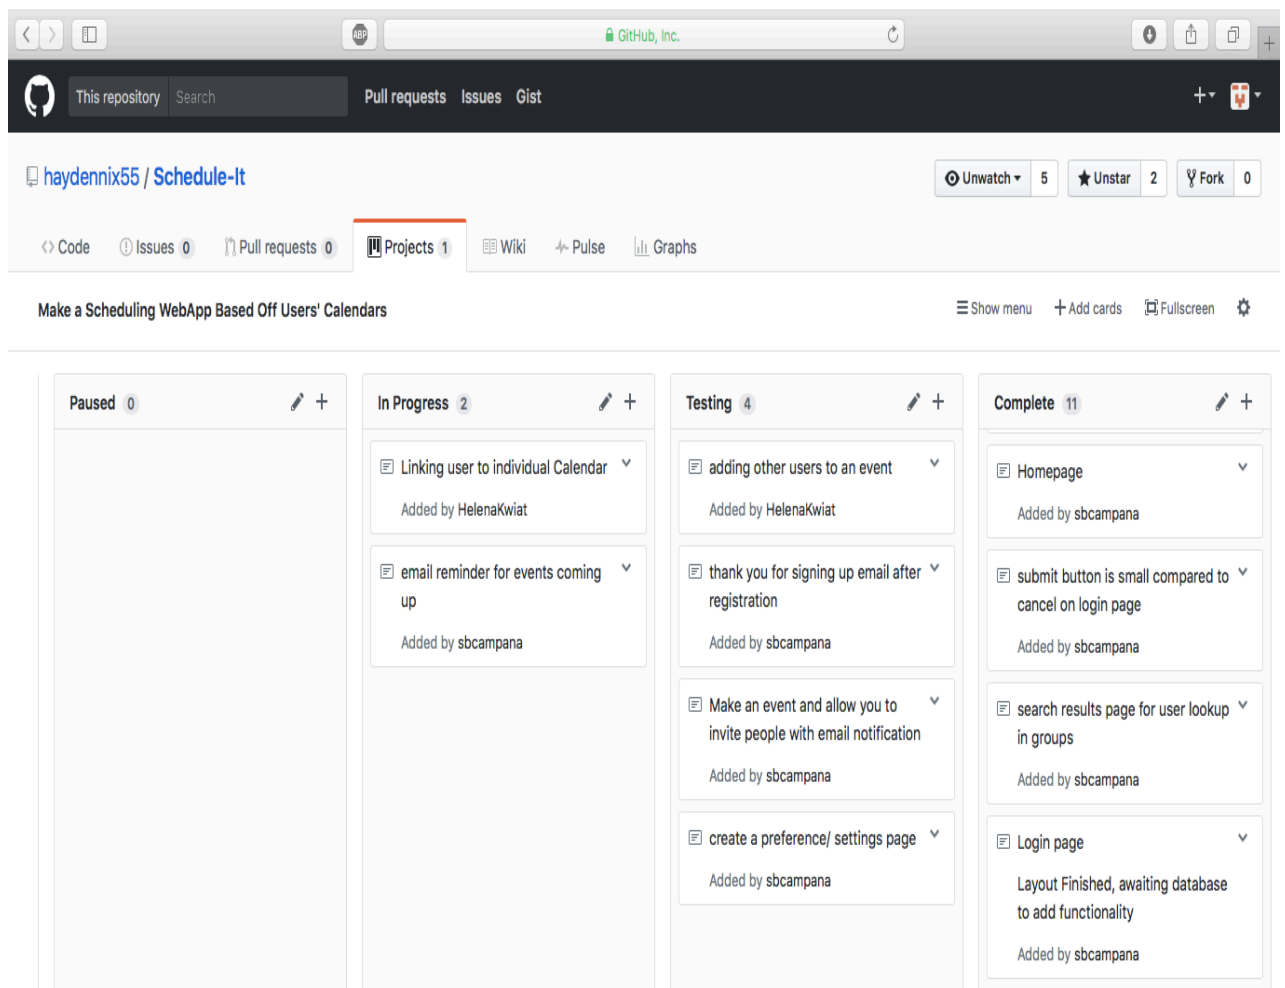 ABP
GitHub, Inc.
This repository Search Pull requests Issues Gist
haydennix55 / Schedule-It
Unwatch 5 Unstar 2 Fork 0
Code Issues 0 Pull requests 0 Projects 1 Wiki Pulse Graphs
Make a Scheduling WebApp Based Off Users' Calendars
Show menu Add cards Fullscreen
Paused 0
In Progress 2
Linking user to individual Calendar
Added by HelenaKwiat
email reminder for events coming
up
Added by sbcampana
Testing 4
adding other users to an event
Added by HelenaKwiat
thank you for signing up email after
registration
Added by sbcampana
Make an event and allow you to
invite people with email notification
Added by sbcampana
create a preference/ settings page
Added by sbcampana
Complete 11
Homepage
Added by sbcampana
submit button is small compared to
cancel on login page
Added by sbcampana
search results page for user lookup
in groups
Added by sbcampana
Login page
Layout Finished, awaiting database
to add functionality
Added by sbcampana